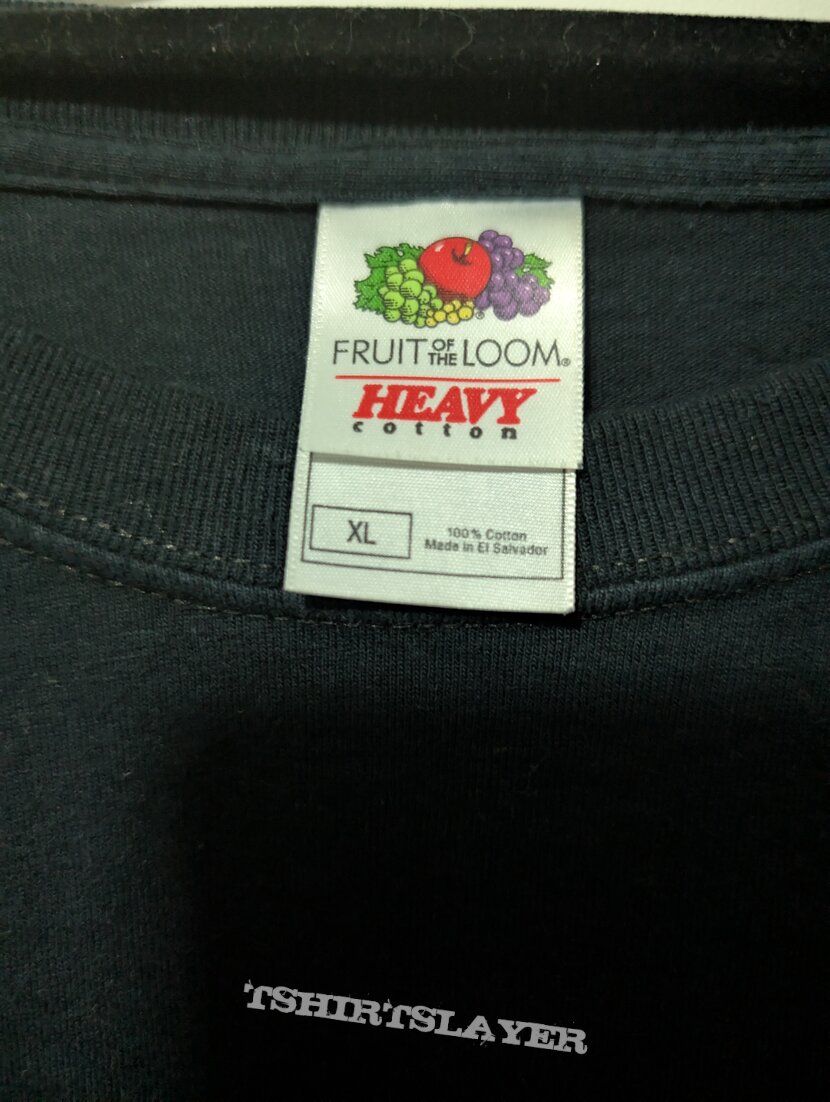 FRUIT OF THE LOOM®
HEAVY
cotton
XL
100% Cotton
Made in El Salvador
TSHIRTSLAYER